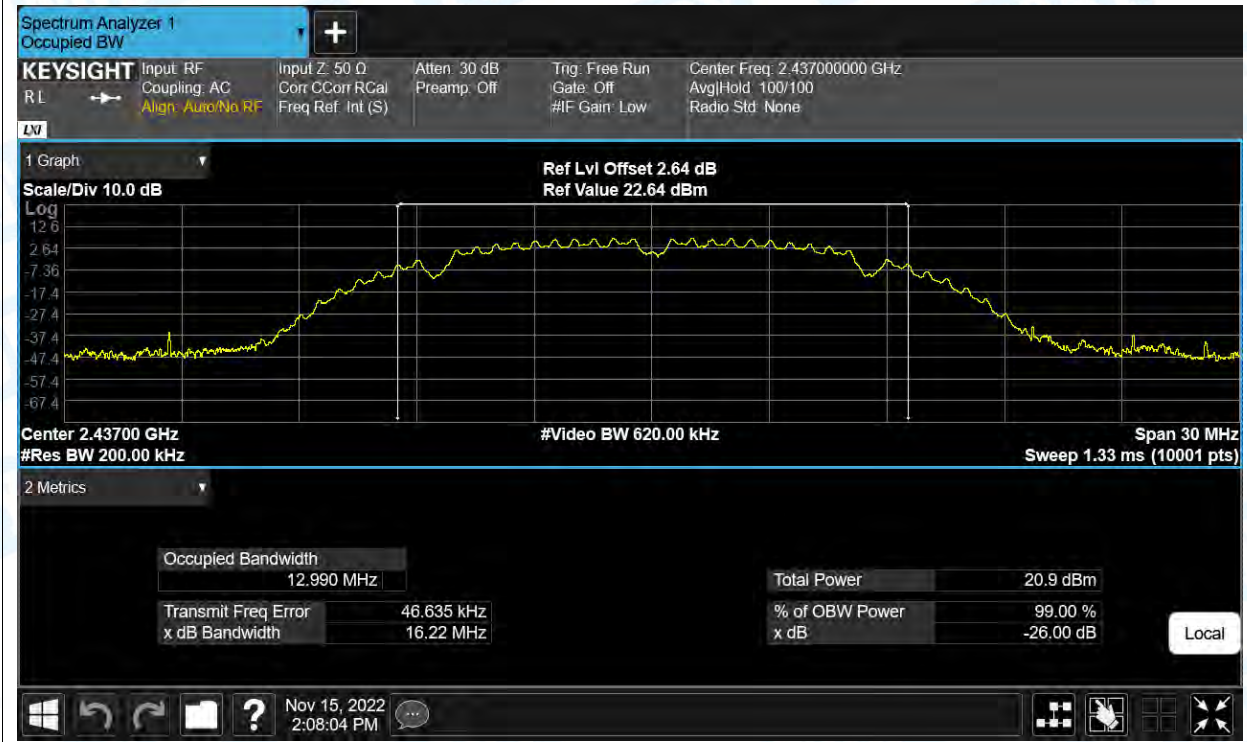 Spectrum Analyzer 1
Occupied BW
+
KEYSIGHT
R L
LXI
Input: RF
Coupling: AC
Align: Auto/No RF
Input Z: 50 Ω
Corr CCorr RCal
Freq Ref: Int (S)
Atten: 30 dB
Preamp: Off
Trig: Free Run
Gate: Off
#IF Gain: Low
Center Freq: 2.437000000 GHz
Avg|Hold: 100/100
Radio Std: None
1 Graph
Scale/Div 10.0 dB
Ref Lvl Offset 2.64 dB
Ref Value 22.64 dBm
Log
12.6
2.64
-7.36
-17.4
-27.4
-37.4
-47.4
-57.4
-67.4
Center 2.43700 GHz
#Res BW 200.00 kHz
#Video BW 620.00 kHz
Span 30 MHz
Sweep 1.33 ms (10001 pts)
2 Metrics
Occupied Bandwidth
12.990 MHz
Transmit Freq Error 46.635 kHz
x dB Bandwidth 16.22 MHz
Total Power 20.9 dBm
% of OBW Power 99.00 %
x dB -26.00 dB
Local
?
Nov 15, 2022
2:08:04 PM